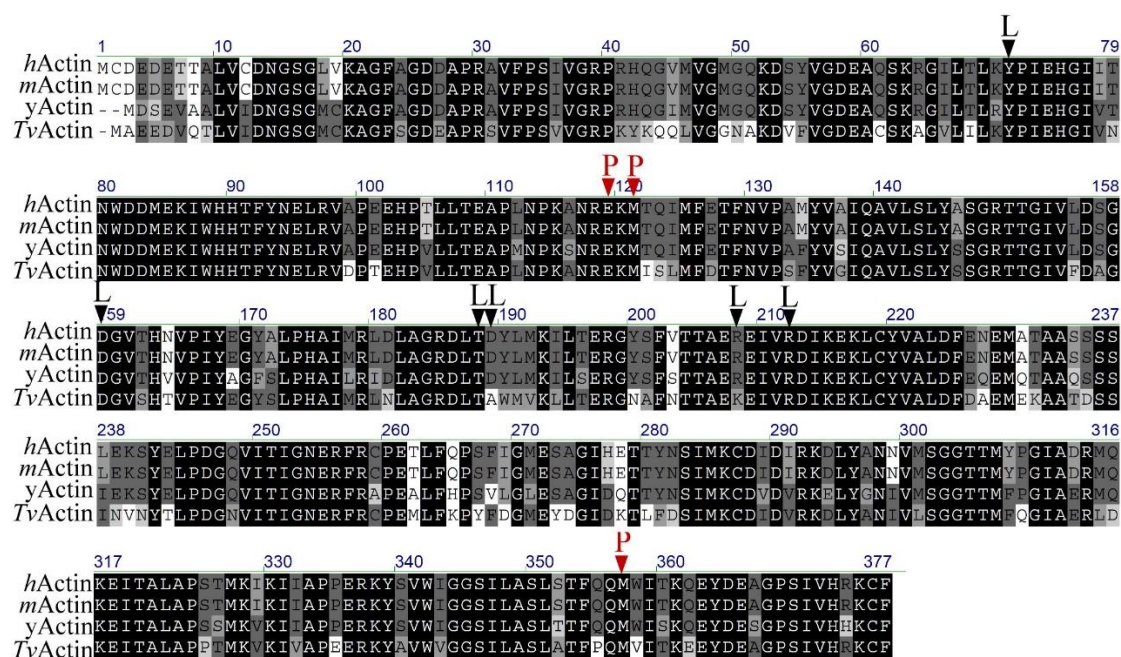 L
1 10 20 30 40 50 60 79
hActin MCDEDETTALVCDNGSGLVKAGFAGDDAPRAVFPSIVGRPRHQGVMVGMGQKDSYVGDEAQSKRGILTLKYPIEHGIIT
mActin MCDEDETTALVCDNGSGLVKAGFAGDDAPRAVFPSIVGRPRHQGVMVGMGQKDSYVGDEAQSKRGILTLKYPIEHGIIT
yActin --MDSEVAALVIDNGSGMCKAGFAGDDAPRAVFPSIVGRPRHQGIMVGMGQKDSYVGDEAQSKRGILTLRYPIEHGIVT
TvActin -MAEEDVQTLVIDNGSGMCKAGFSGDEAPRSVFPSVVGRPKYKQQLVGGNAKDVFVGDEACSKAGVLILKYPIEHGIVN
P P
80 90 100 110 120 130 140 158
hActin NWDDMEKIWHHTFYNELRVAPEEHPTLLTEAPLNPKANREKMTQIMFETFNVPAMYVAIQAVLSLYASGRTTGIVLDSG
mActin NWDDMEKIWHHTFYNELRVAPEEHPTLLTEAPLNPKANREKMTQIMFETFNVPAMYVAIQAVLSLYASGRTTGIVLDSG
yActin NWDDMEKIWHHTFYNELRVAPEEHPVLLTEAPMNPKSNREKMTQIMFETFNVPAFYVSIQAVLSLYSSGRTTGIVLDSG
TvActin NWDDMEKIWHHTFYNELRVDPTEHPVLLTEAPLNPKANREKMISLMFDTFNVPSFYVGIQAVLSLYSSGRTTGIVFDAG
L L L L L
159 170 180 190 200 210 220 237
hActin DGVTHNVPIYEGYALPHAIMRLDLAGRDLTDYLMKILTERGYSFVTTAEREIVRDIKEKLCYVALDFENEMATAASSSS
mActin DGVTHNVPIYEGYALPHAIMRLDLAGRDLTDYLMKILTERGYSFVTTAEREIVRDIKEKLCYVALDFENEMATAASSSS
yActin DGVTHVVPIYAGFSLPHAILRIDLAGRDLTDYLMKILSERGYSFSTTAEREIVRDIKEKLCYVALDFEQEMQTAAQSSS
TvActin DGVSHTVPIYEGYSLPHAIMRLNLAGRDLTAWMVKLLTERGNAFNTTAEKEIVRDIKEKLCYVALDFDAEMEKAATDSS
238 250 260 270 280 290 300 316
hActin LEKSYELPDGQVITIGNERFRCPETLFQPSFIGMESAGIHETTYNSIMKCDIDIRKDLYANNVMSGGTTMYPGIADRMQ
mActin LEKSYELPDGQVITIGNERFRCPETLFQPSFIGMESAGIHETTYNSIMKCDIDIRKDLYANNVMSGGTTMYPGIADRMQ
yActin IEKSYELPDGQVITIGNERFRAPEALFHPSVLGLESAGIDQTTYNSIMKCDVDVRKELYGNIVMSGGTTMFPGIAERMQ
TvActin INVNYTLPDGNVITIGNERFRCPEMLFKPYFDGMEYDGIDKTLFDSIMKCDIDVRKDLYANIVLSGGTTMFQGIAERLD
P
317 330 340 350 360 377
hActin KEITALAPSTMKIKIIAPPERKYSVWIGGSILASLSTFQQMWITKQEYDEAGPSIVHRKCF
mActin KEITALAPSTMKIKIIAPPERKYSVWIGGSILASLSTFQQMWITKQEYDEAGPSIVHRKCF
yActin KEITALAPSSMKVKIIAPPERKYSVWIGGSILASLTTFQQMWISKQEYDESGPSIVHHKCF
TvActin KEITALAPPTMKVKIVAPEERKYAVWVGGSILASLATFPQMVITKEEYDEAGPSIVHRKCF